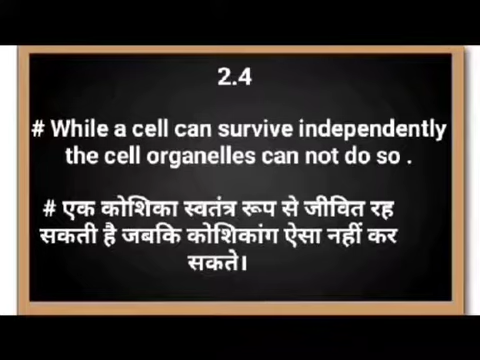 2.4
# While a cell can survive independently
the cell organelles can not do so .
# एक कोशिका स्वतंत्र रूप से जीवित रह
सकती है जबकि कोशिकांग ऐसा नहीं कर
सकते।